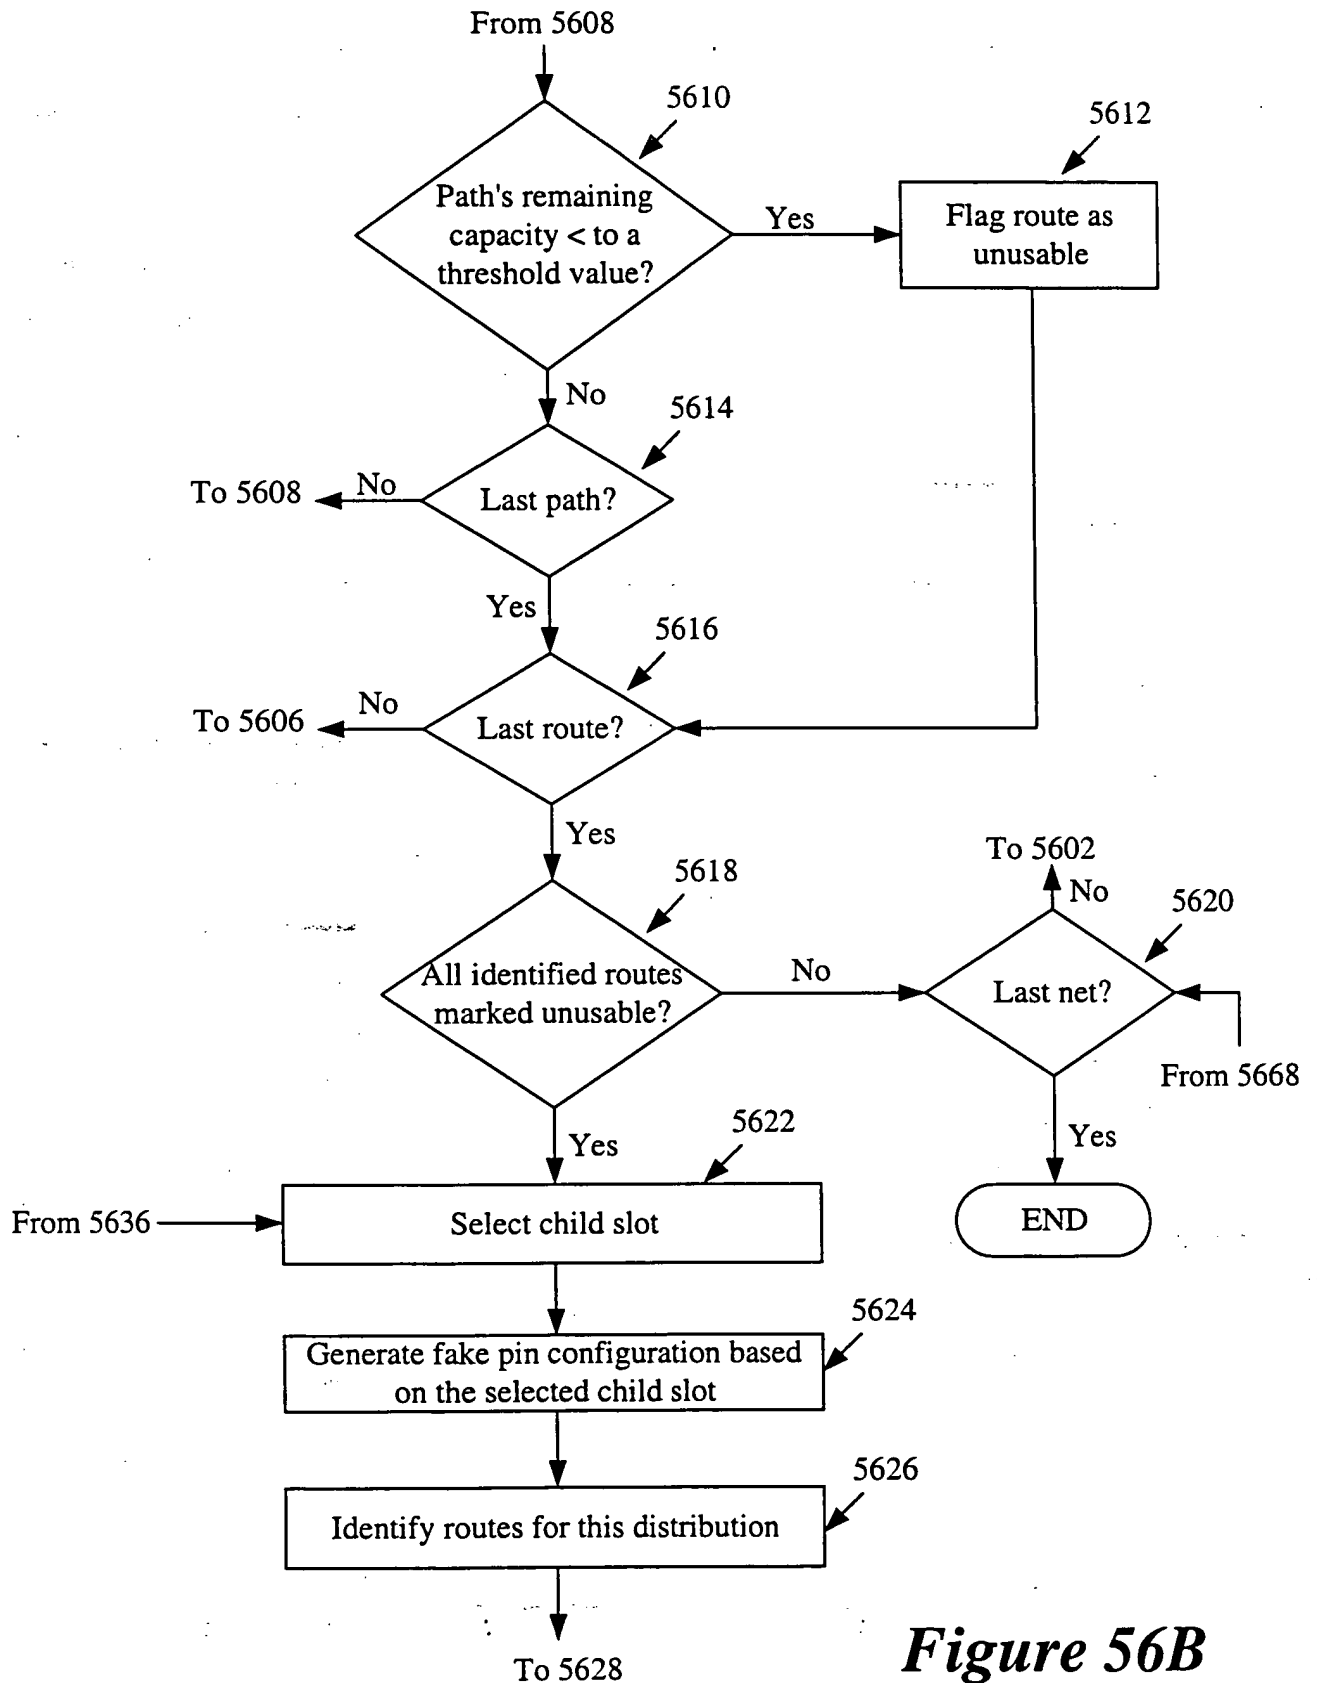 From 5608
5610
5612
Path's remaining
capacity < to a
threshold value?
Yes
Flag route as
unusable
No
5614
To 5608
No
Last path?
Yes
5616
To 5606
No
Last route?
Yes
To 5602
No
5618
5620
All identified routes
marked unusable?
No
Last net?
From 5668
Yes
Yes
5622
From 5636
Select child slot
END
5624
Generate fake pin configuration based
on the selected child slot
5626
Identify routes for this distribution
To 5628
Figure 56B